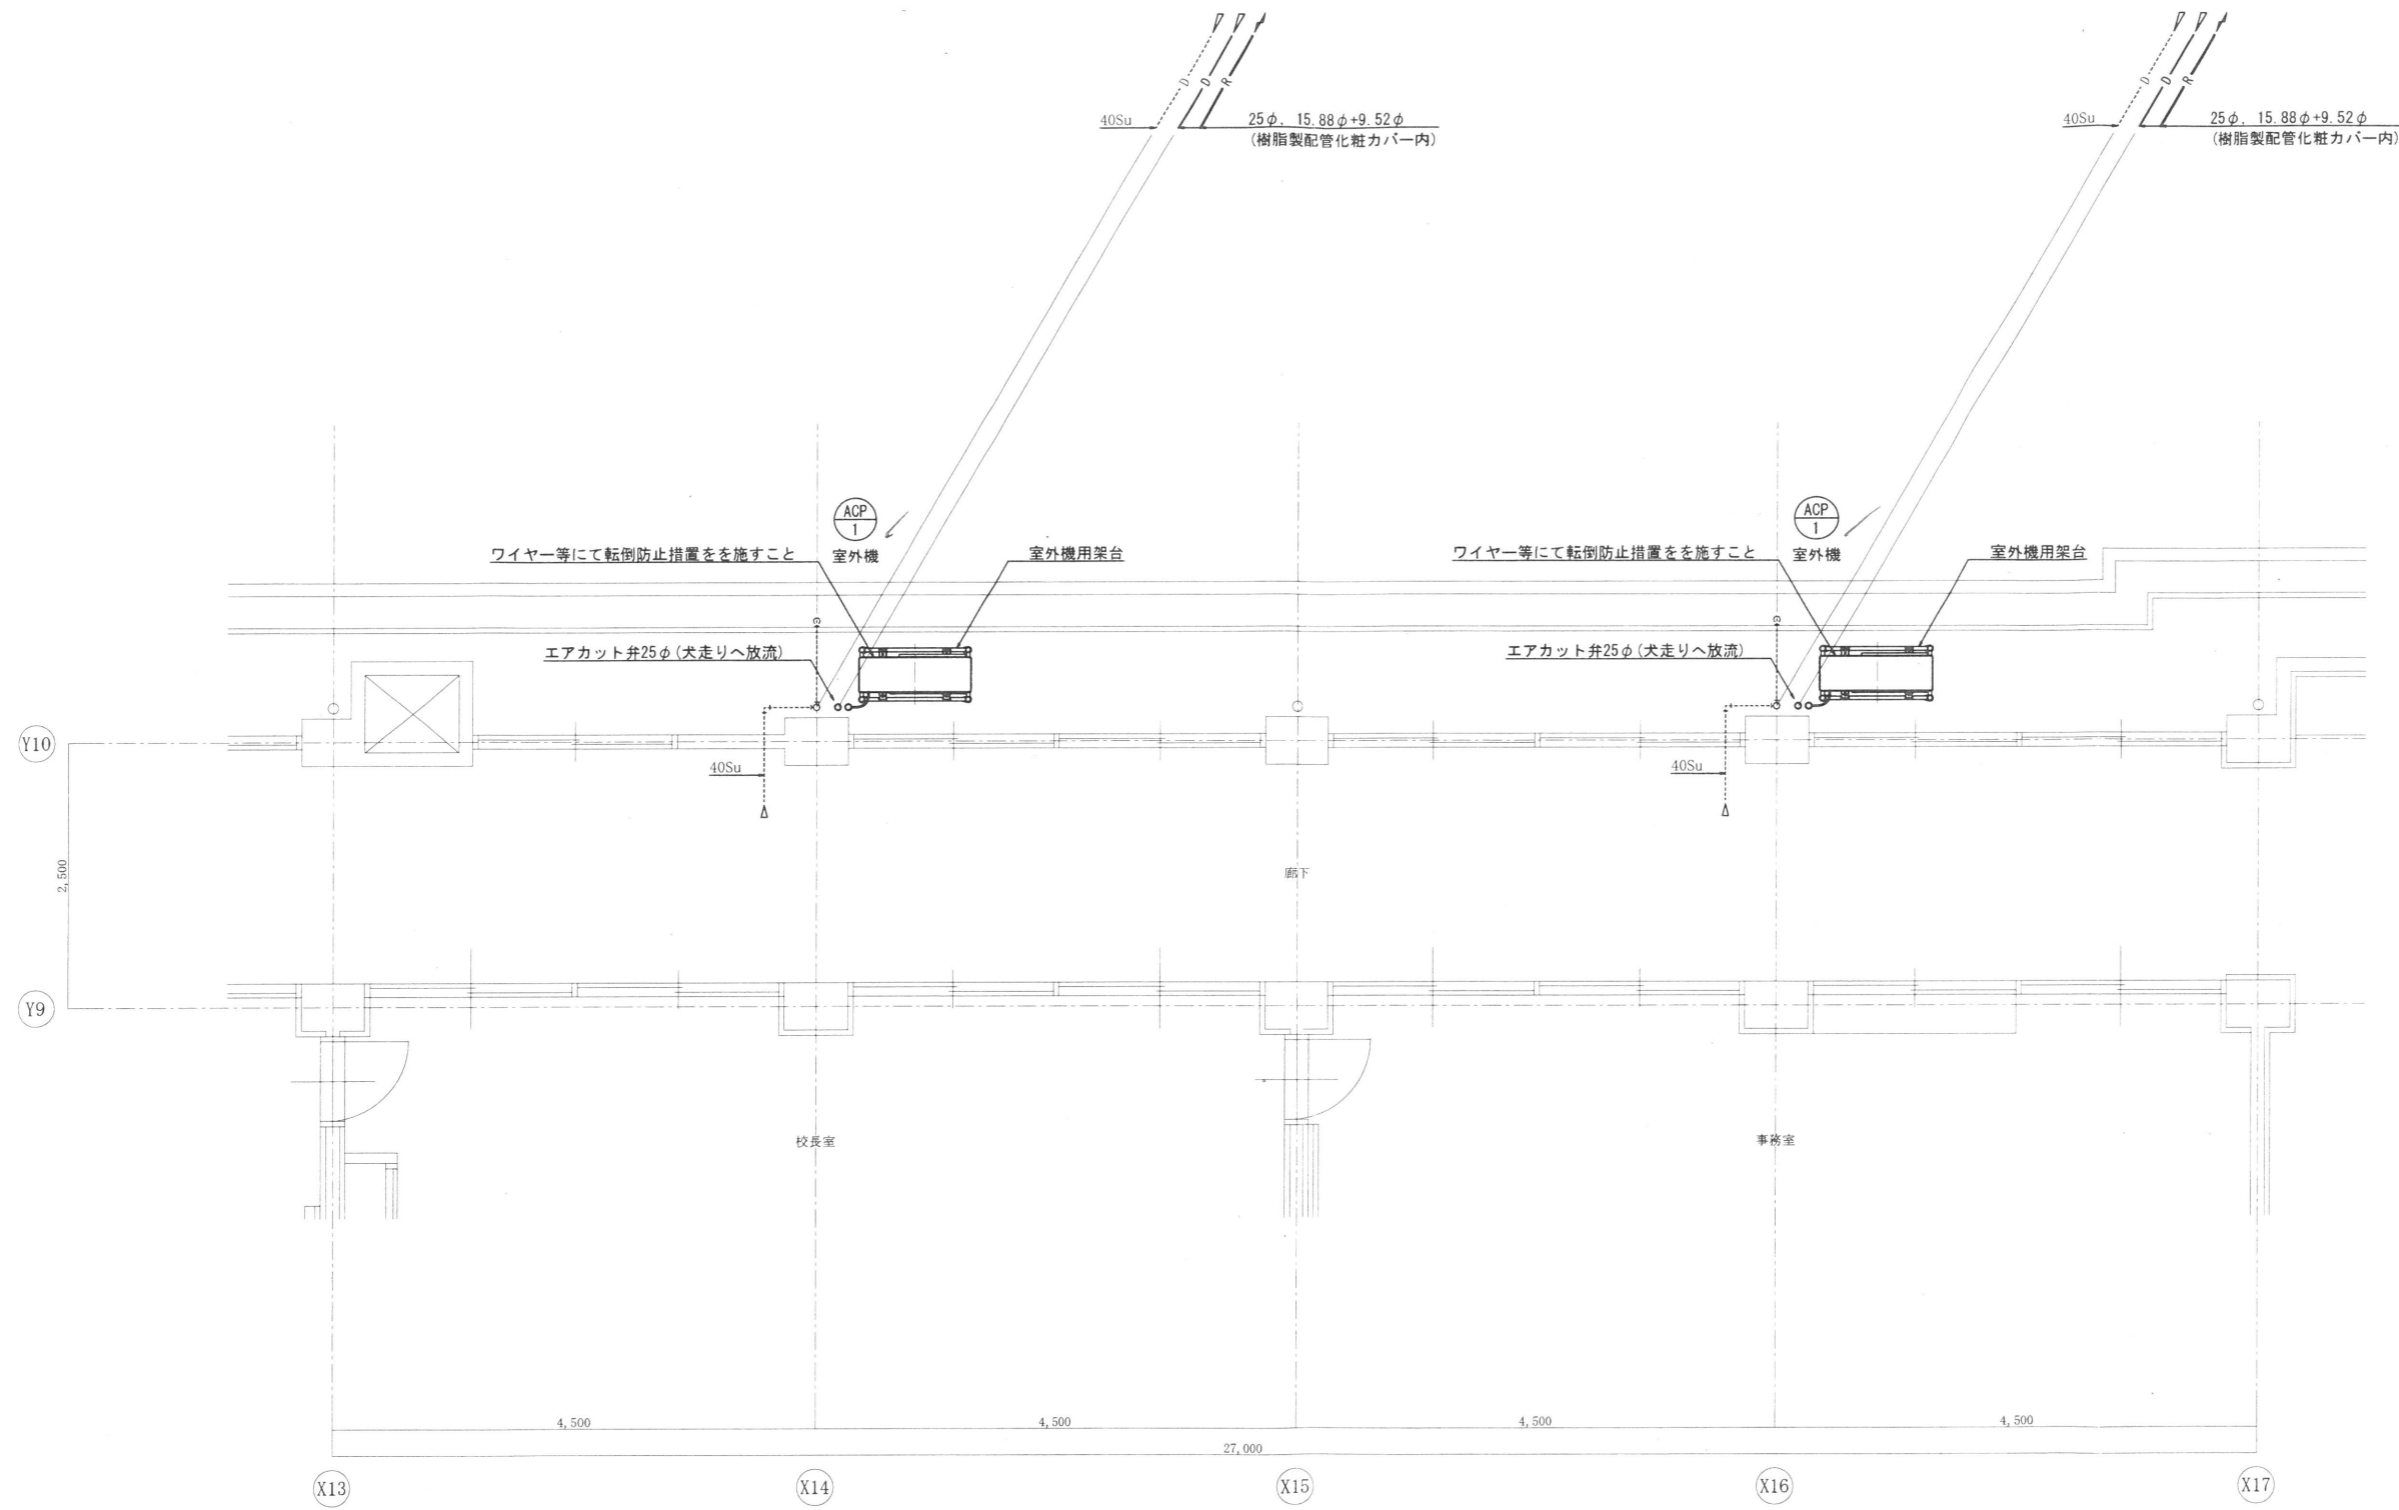 D D R
D D R
40Su
25φ, 15.88φ+9.52φ
(樹脂製配管化粧カバー内)
40Su
25φ, 15.88φ+9.52φ
(樹脂製配管化粧カバー内)
ACP
1
室外機
ACP
1
室外機
ワイヤー等にて転倒防止措置をを施すこと
室外機用架台
ワイヤー等にて転倒防止措置をを施すこと
室外機用架台
エアカット弁25φ(犬走りへ放流)
エアカット弁25φ(犬走りへ放流)
Y10
40Su
40Su
2,500
廊下
Y9
校長室
事務室
4,500
4,500
4,500
4,500
27,000
X13
X14
X15
X16
X17